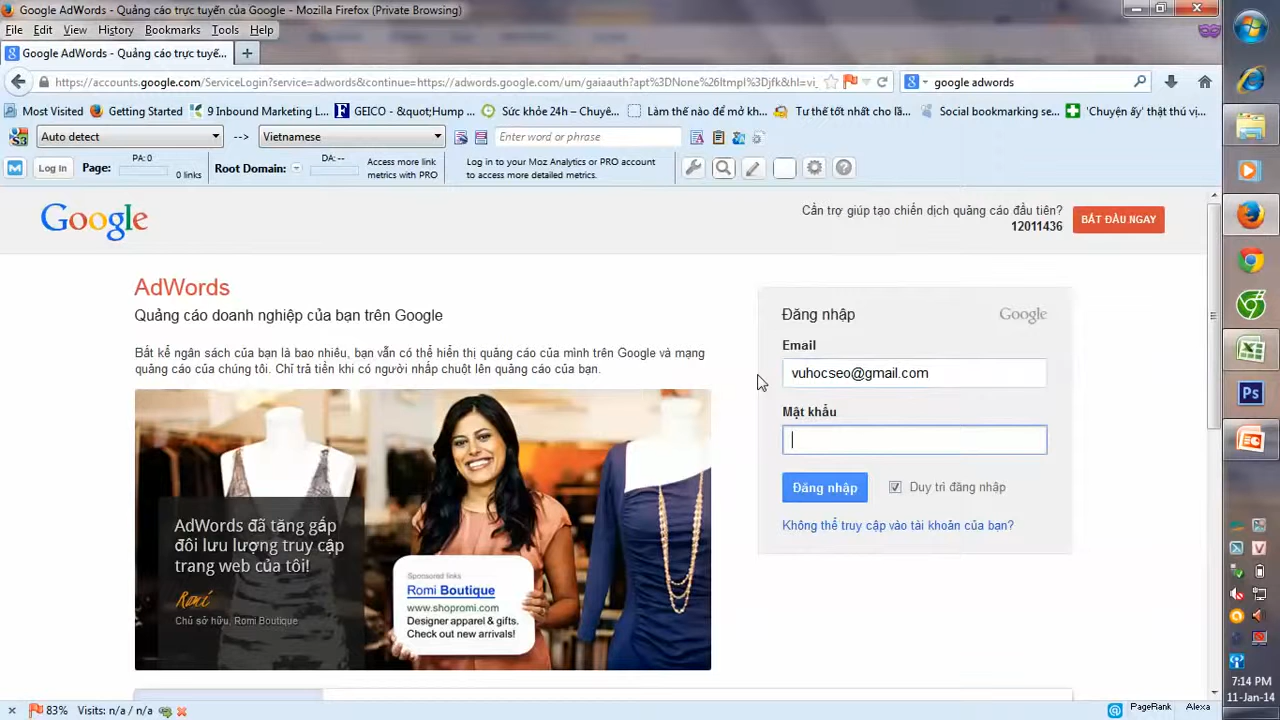 Google AdWords - Quảng cáo trực tuyến của Google - Mozilla Firefox (Private Browsing)
File Edit View History Bookmarks Tools Help
Google AdWords - Quảng cáo trực tuyế...
https://accounts.google.com/ServiceLogin?service=adwords&continue=https://adwords.google.com/um/gaiaauth?apt%3DNone%26ltmpl%3Djfk&hl=vi_
google adwords
Most Visited Getting Started 9 Inbound Marketing L... GEICO - &quot;Hump ... Sức khỏe 24h – Chuyê... Làm thế nào để mở kh... Tư thế tốt nhất cho lầ... Social bookmarking se... 'Chuyện ấy' thật thú vị...
Auto detect --> Vietnamese Enter word or phrase
Log In Page: PA: 0 0 links Root Domain: DA: -- Access more link metrics with PRO Log in to your Moz Analytics or PRO account to access more detailed metrics.
Google
Cần trợ giúp tạo chiến dịch quảng cáo đầu tiên?
12011436
BẮT ĐẦU NGAY
AdWords
Quảng cáo doanh nghiệp của bạn trên Google
Bất kể ngân sách của bạn là bao nhiêu, bạn vẫn có thể hiển thị quảng cáo của mình trên Google và mạng
quảng cáo của chúng tôi. Chỉ trả tiền khi có người nhấp chuột lên quảng cáo của bạn.
AdWords đã tăng gấp
đôi lưu lượng truy cập
trang web của tôi!
Romi
Chủ sở hữu, Romi Boutique
Sponsored links
Romi Boutique
www.shopromi.com
Designer apparel & gifts.
Check out new arrivals!
Đăng nhập Google
Email
vuhocseo@gmail.com
Mật khẩu
Đăng nhập Duy trì đăng nhập
Không thể truy cập vào tài khoản của bạn?
Ps
7:14 PM
11-Jan-14
83% Visits: n/a / n/a
PageRank Alexa